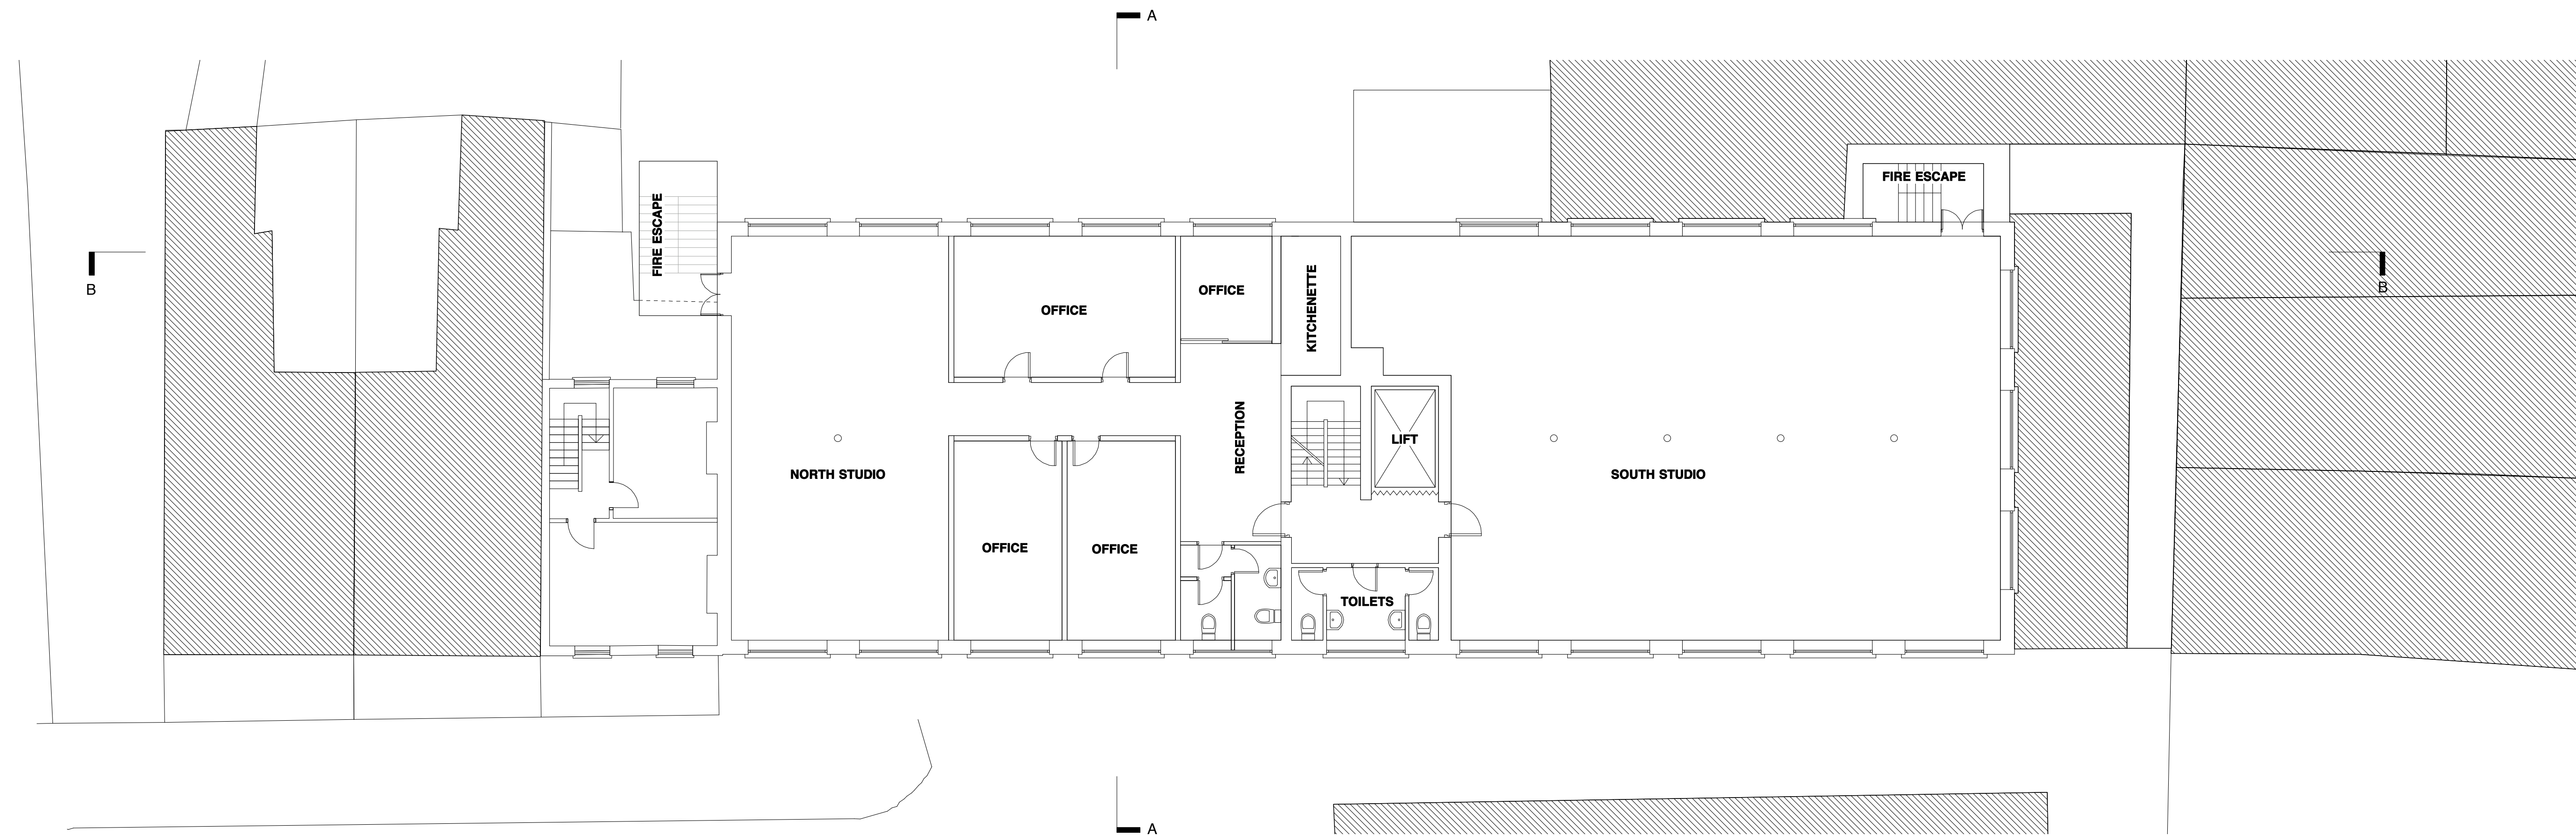 A
FIRE ESCAPE
FIRE ESCAPE
B
B
OFFICE
OFFICE
KITCHENETTE
RECEPTION
LIFT
NORTH STUDIO
SOUTH STUDIO
OFFICE
OFFICE
TOILETS
A